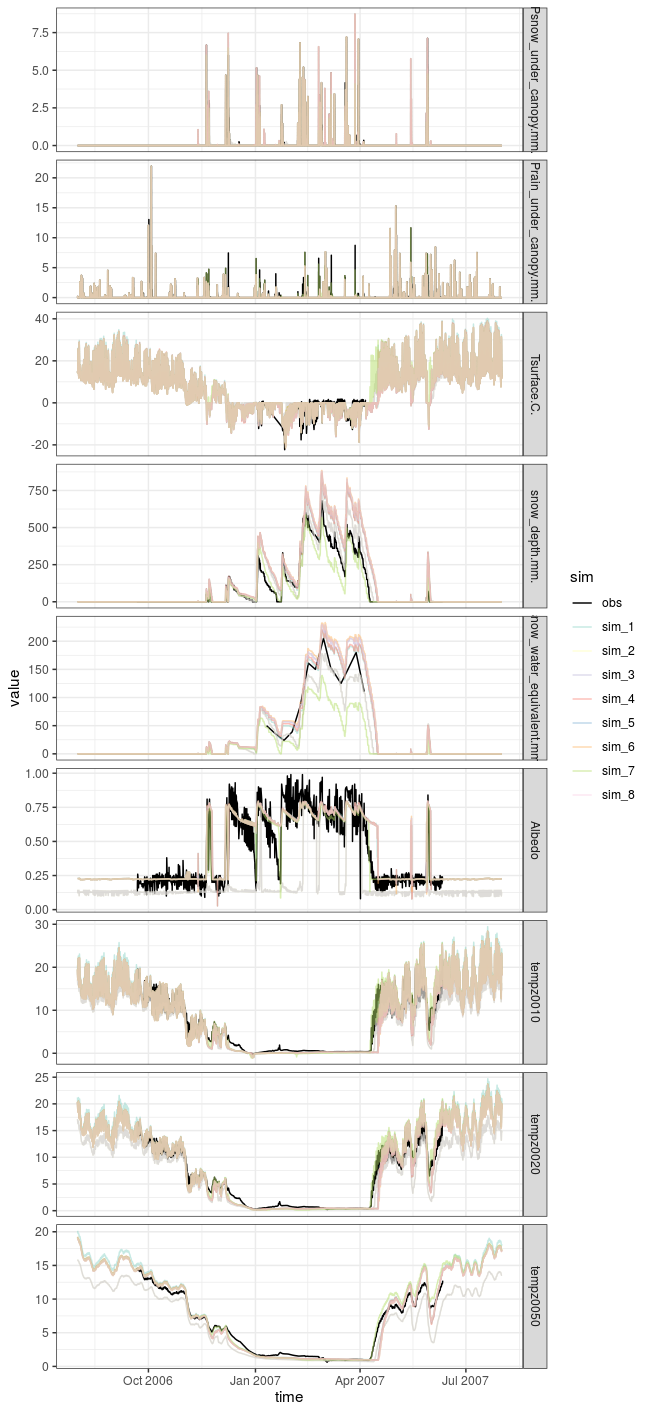 0.0
2.5
5.0
7.5
Psnow_under_canopy.mm.
0
5
10
15
20
Prain_under_canopy.mm.
-20
0
20
40
Tsurface.C.
0
250
500
750
snow_depth.mm.
0
50
100
150
200
now_water_equivalent.mm
0.00
0.25
0.50
0.75
1.00
Albedo
0
10
20
30
tempz0010
0
5
10
15
20
25
tempz0020
0
5
10
15
20
tempz0050
Oct 2006
Jan 2007
Apr 2007
Jul 2007
time
value
sim
obs
sim_1
sim_2
sim_3
sim_4
sim_5
sim_6
sim_7
sim_8